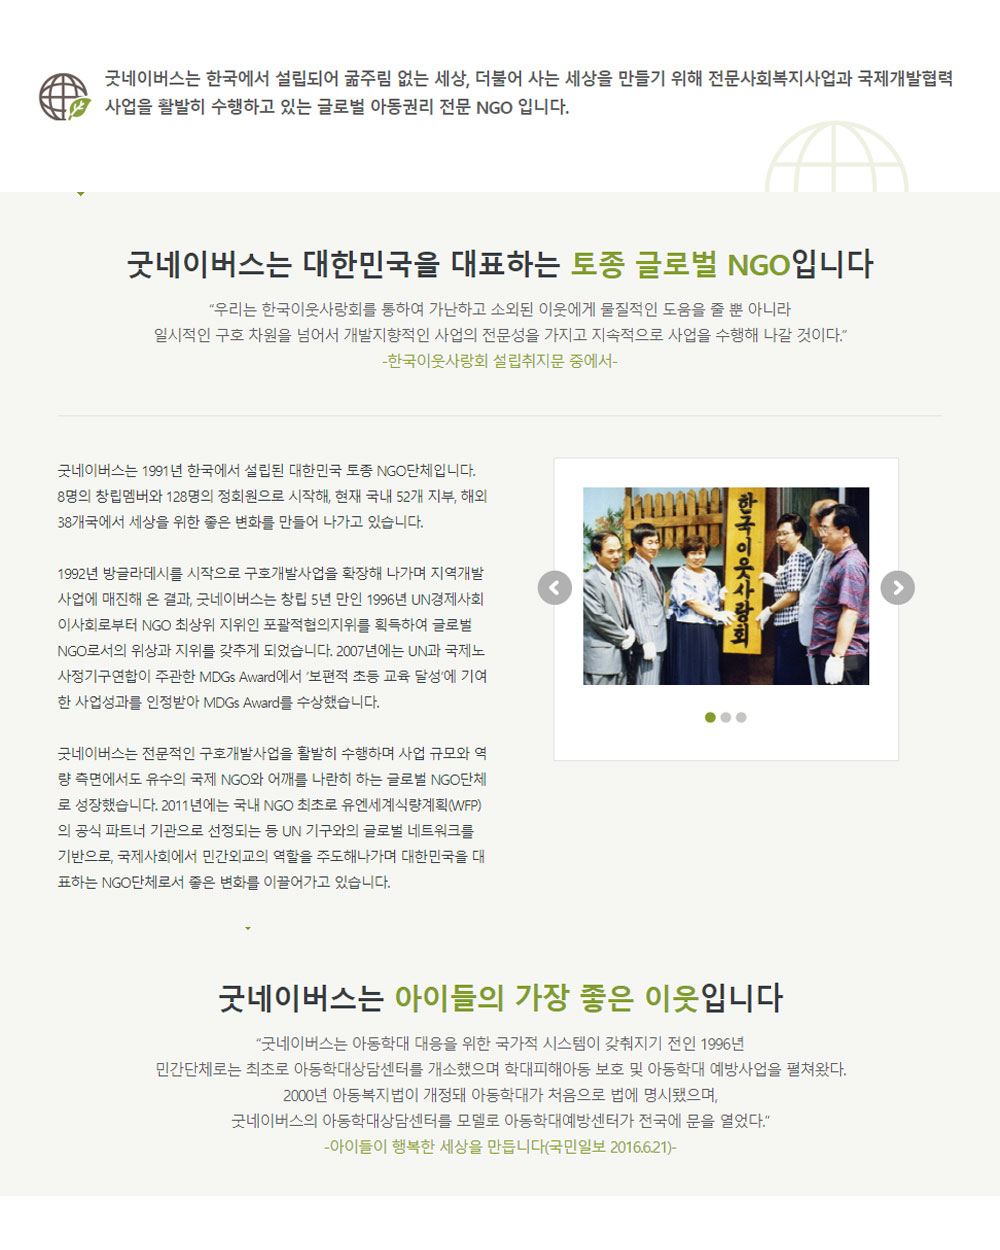 굿네이버스는 한국에서 설립되어 굶주림 없는 세상, 더불어 사는 세상을 만들기 위해 전문사회복지사업과 국제개발협력
사업을 활발히 수행하고 있는 글로벌 아동권리 전문 NGO 입니다.
굿네이버스는 대한민국을 대표하는 토종 글로벌 NGO입니다
“우리는 한국이웃사랑회를 통하여 가난하고 소외된 이웃에게 물질적인 도움을 줄 뿐 아니라
일시적인 구호 차원을 넘어서 개발지향적인 사업의 전문성을 가지고 지속적으로 사업을 수행해 나갈 것이다.”
-한국이웃사랑회 설립취지문 중에서-
굿네이버스는 1991년 한국에서 설립된 대한민국 토종 NGO단체입니다.
8명의 창립멤버와 128명의 정회원으로 시작해, 현재 국내 52개 지부, 해외
38개국에서 세상을 위한 좋은 변화를 만들어 나가고 있습니다.
1992년 방글라데시를 시작으로 구호개발사업을 확장해 나가며 지역개발
사업에 매진해 온 결과, 굿네이버스는 창립 5년 만인 1996년 UN경제사회
이사회로부터 NGO 최상위 지위인 포괄적협의지위를 획득하여 글로벌
NGO로서의 위상과 지위를 갖추게 되었습니다. 2007년에는 UN과 국제노
사정기구연합이 주관한 MDGs Award에서 ‘보편적 초등 교육 달성’에 기여
한 사업성과를 인정받아 MDGs Award를 수상했습니다.
굿네이버스는 전문적인 구호개발사업을 활발히 수행하며 사업 규모와 역
량 측면에서도 유수의 국제 NGO와 어깨를 나란히 하는 글로벌 NGO단체
로 성장했습니다. 2011년에는 국내 NGO 최초로 유엔세계식량계획(WFP)
의 공식 파트너 기관으로 선정되는 등 UN 기구와의 글로벌 네트워크를
기반으로, 국제사회에서 민간외교의 역할을 주도해나가며 대한민국을 대
표하는 NGO단체로서 좋은 변화를 이끌어가고 있습니다.
한국이웃사랑회
굿네이버스는 아이들의 가장 좋은 이웃입니다
“굿네이버스는 아동학대 대응을 위한 국가적 시스템이 갖춰지기 전인 1996년
민간단체로는 최초로 아동학대상담센터를 개소했으며 학대피해아동 보호 및 아동학대 예방사업을 펼쳐왔다.
2000년 아동복지법이 개정돼 아동학대가 처음으로 법에 명시됐으며,
굿네이버스의 아동학대상담센터를 모델로 아동학대예방센터가 전국에 문을 열었다.”
-아이들이 행복한 세상을 만듭니다(국민일보 2016.6.21)-